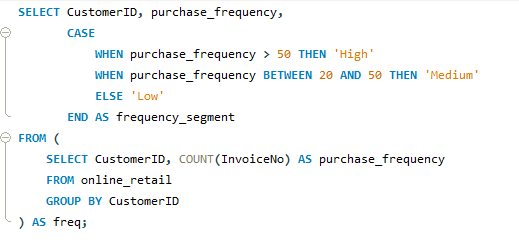 SELECT CustomerID, purchase_frequency,
CASE
WHEN purchase_frequency > 50 THEN 'High'
WHEN purchase_frequency BETWEEN 20 AND 50 THEN 'Medium'
ELSE 'Low'
END AS frequency_segment
FROM (
SELECT CustomerID, COUNT(InvoiceNo) AS purchase_frequency
FROM online_retail
GROUP BY CustomerID
) AS freq;